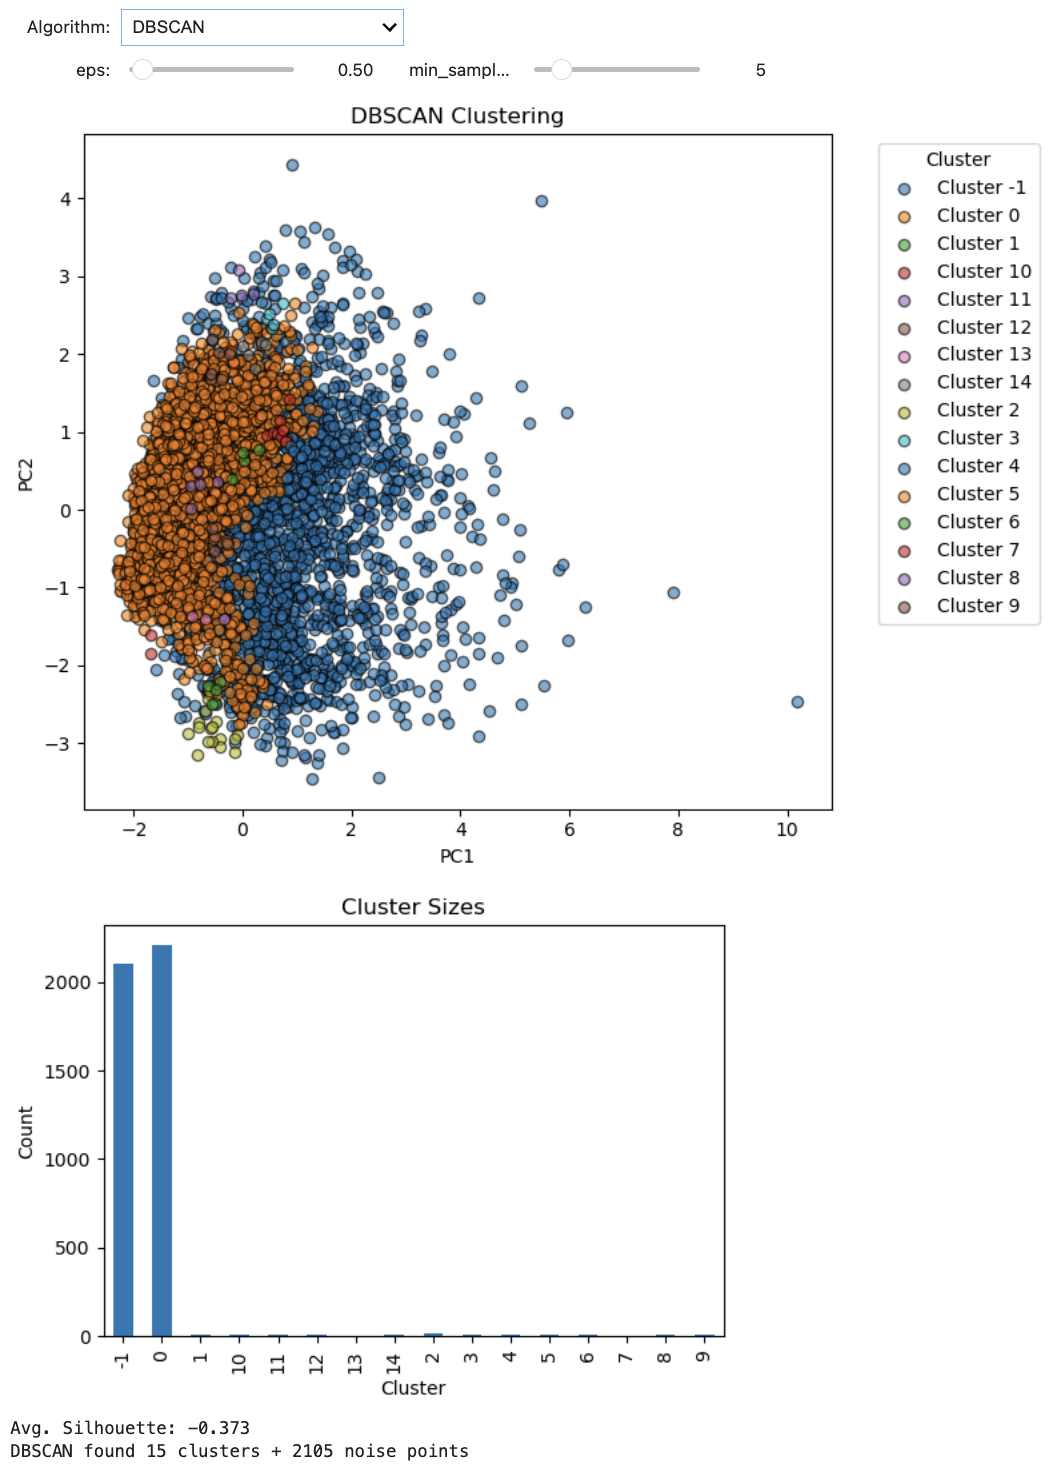 Algorithm: DBSCAN
eps: 0.50 min_sampl... 5
DBSCAN Clustering
4
3
2
1
0
−1
−2
−3
PC2
−2 0 2 4 6 8 10
PC1
Cluster
Cluster -1
Cluster 0
Cluster 1
Cluster 10
Cluster 11
Cluster 12
Cluster 13
Cluster 14
Cluster 2
Cluster 3
Cluster 4
Cluster 5
Cluster 6
Cluster 7
Cluster 8
Cluster 9
Cluster Sizes
2000
1500
1000
500
0
Count
-1 0 1 10 11 12 13 14 2 3 4 5 6 7 8 9
Cluster
Avg. Silhouette: −0.373
DBSCAN found 15 clusters + 2105 noise points